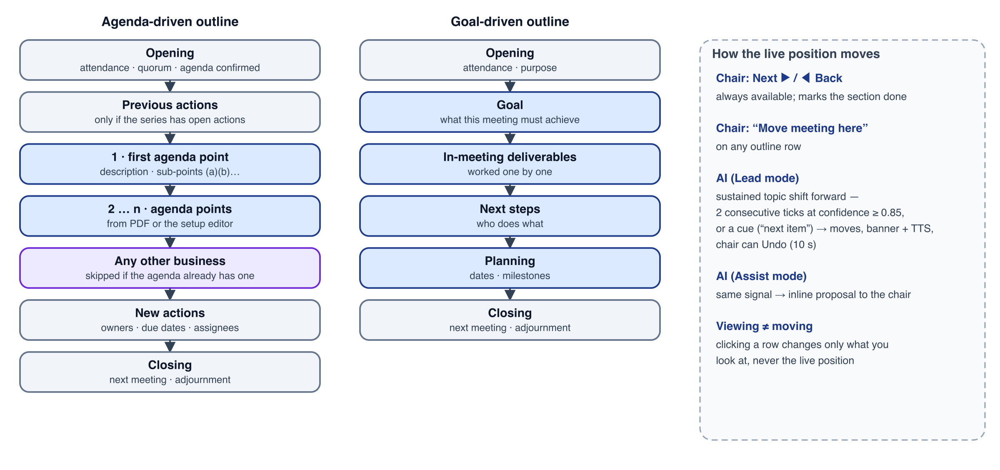 Agenda-driven outline
Opening
attendance · quorum · agenda confirmed
Previous actions
only if the series has open actions
1 · first agenda point
description · sub-points (a)(b)…
2 … n · agenda points
from PDF or the setup editor
Any other business
skipped if the agenda already has one
New actions
owners · due dates · assignees
Closing
next meeting · adjournment
Goal-driven outline
Opening
attendance · purpose
Goal
what this meeting must achieve
In-meeting deliverables
worked one by one
Next steps
who does what
Planning
dates · milestones
Closing
next meeting · adjournment
How the live position moves
Chair: Next ▶ / ◀ Back
always available; marks the section done
Chair: “Move meeting here”
on any outline row
AI (Lead mode)
sustained topic shift forward —
2 consecutive ticks at confidence ≥ 0.85,
or a cue (“next item”) → moves, banner + TTS,
chair can Undo (10 s)
AI (Assist mode)
same signal → inline proposal to the chair
Viewing ≠ moving
clicking a row changes only what you
look at, never the live position